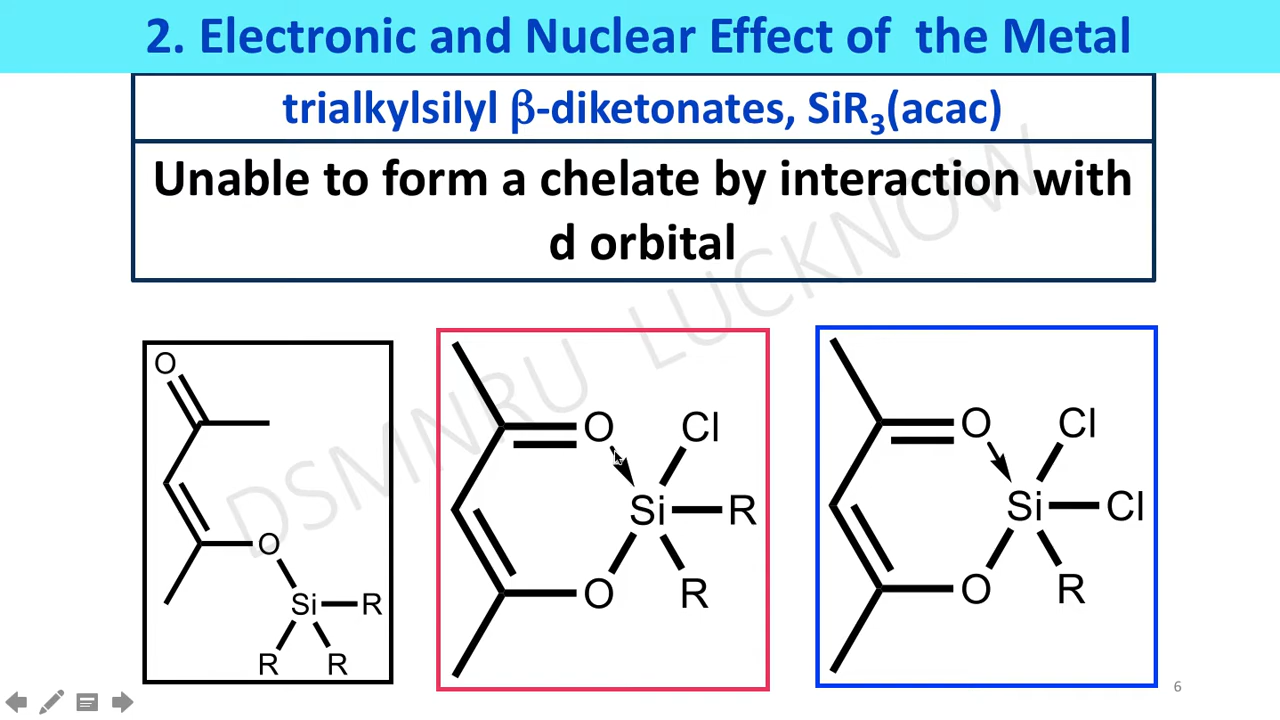 2. Electronic and Nuclear Effect of the Metal
trialkylsilyl β-diketonates, SiR₃(acac)
Unable to form a chelate by interaction with
d orbital
DSMNRU LUCKNOW
O
O
Si R
R R
O Cl
Si R
O R
O Cl
Si Cl
O R
6